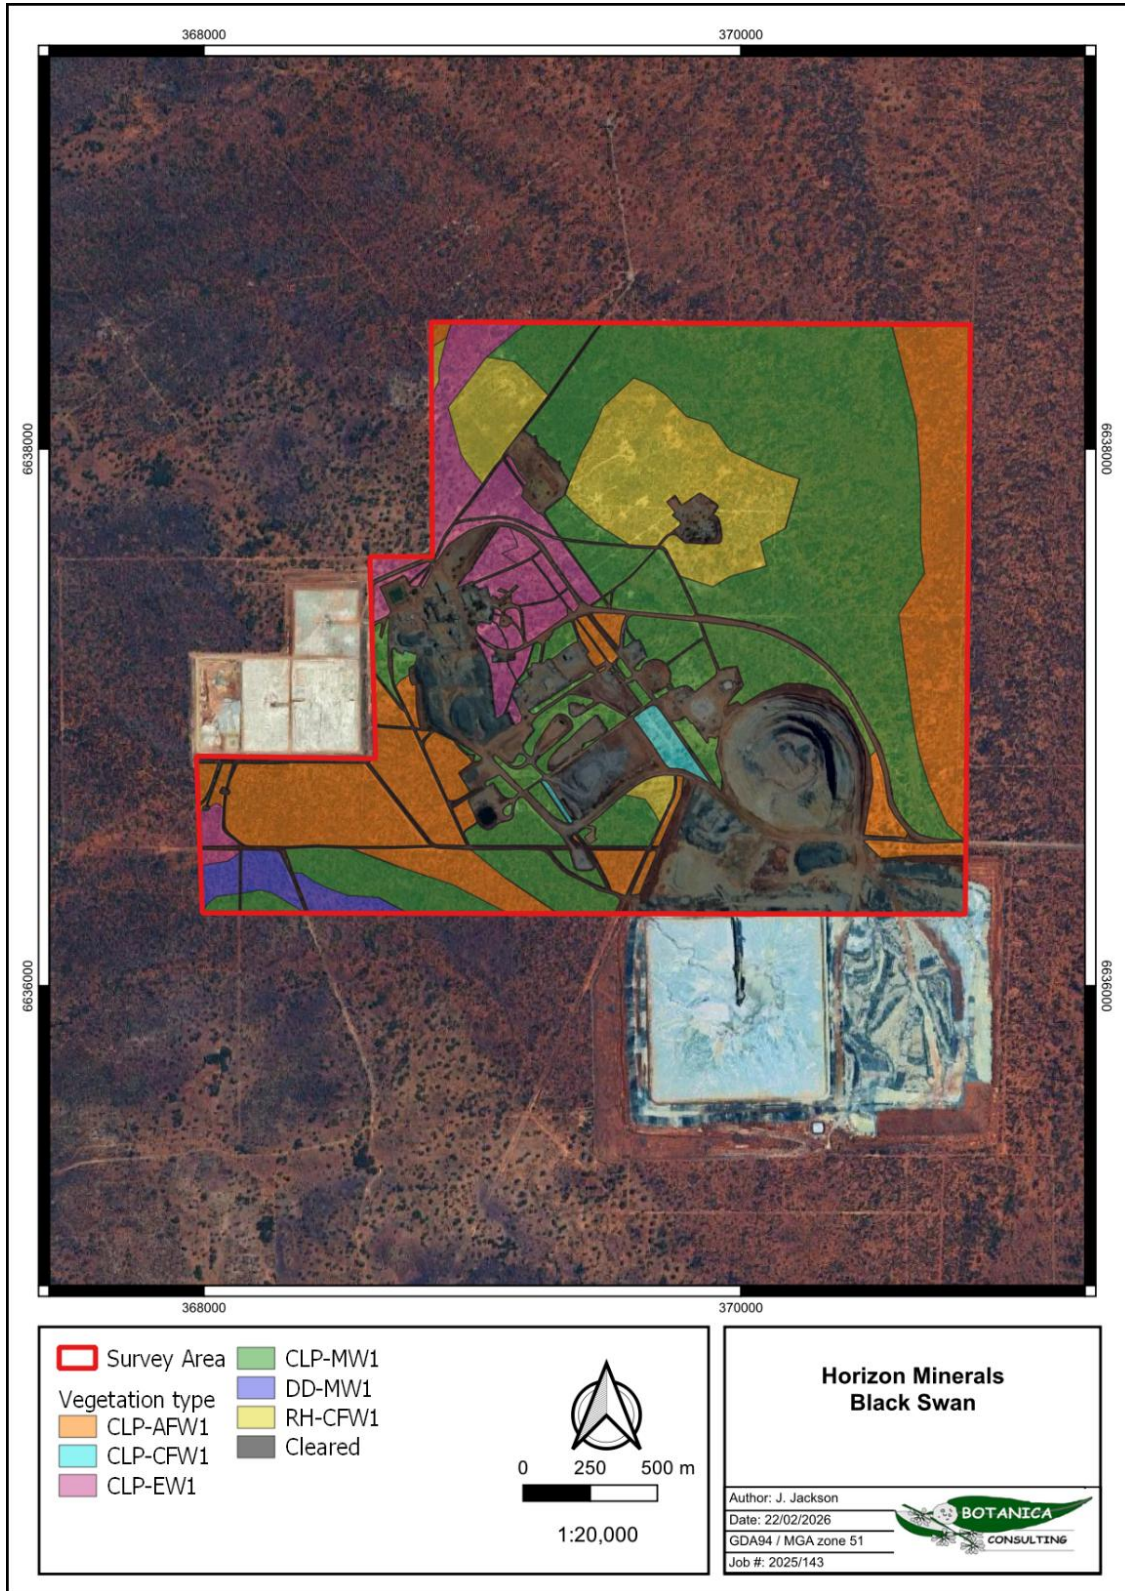 368000
370000
6638000
6638000
6636000
6636000
368000
370000
Survey Area
Vegetation type
CLP-AFW1
CLP-CFW1
CLP-EW1
CLP-MW1
DD-MW1
RH-CFW1
Cleared
0 250 500 m
1:20,000
Horizon Minerals
Black Swan
Author: J. Jackson
Date: 22/02/2026
GDA94 / MGA zone 51
Job #: 2025/143
BOTANICA
CONSULTING